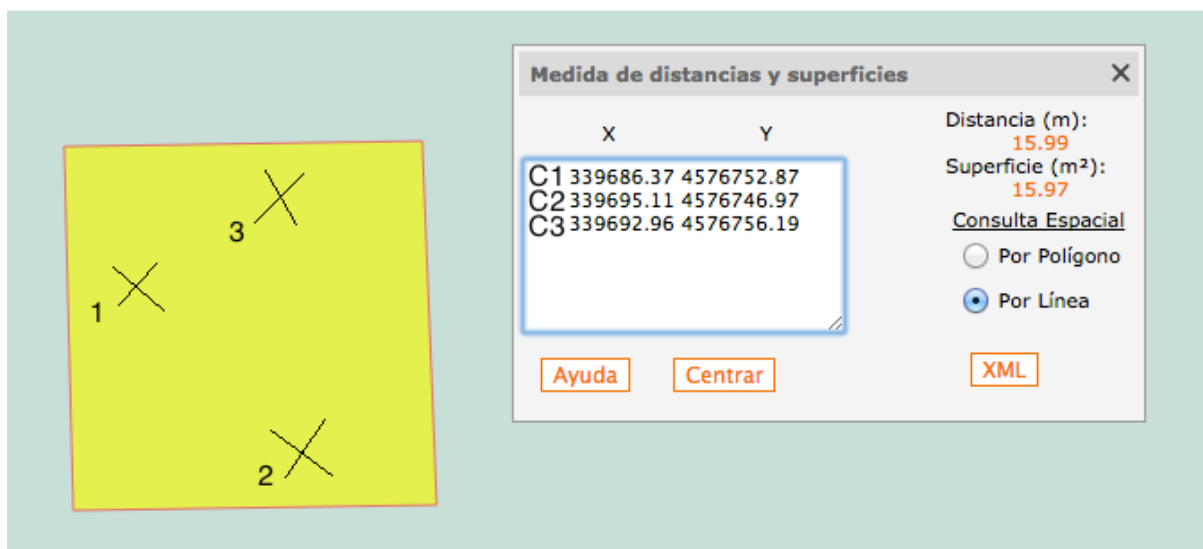 3
1
2
Medida de distancias y superficies
X Y
C1 339686.37 4576752.87
C2 339695.11 4576746.97
C3 339692.96 4576756.19
Distancia (m):
15.99
Superficie (m²):
15.97
Consulta Espacial
Por Polígono
Por Línea
Ayuda
Centrar
XML